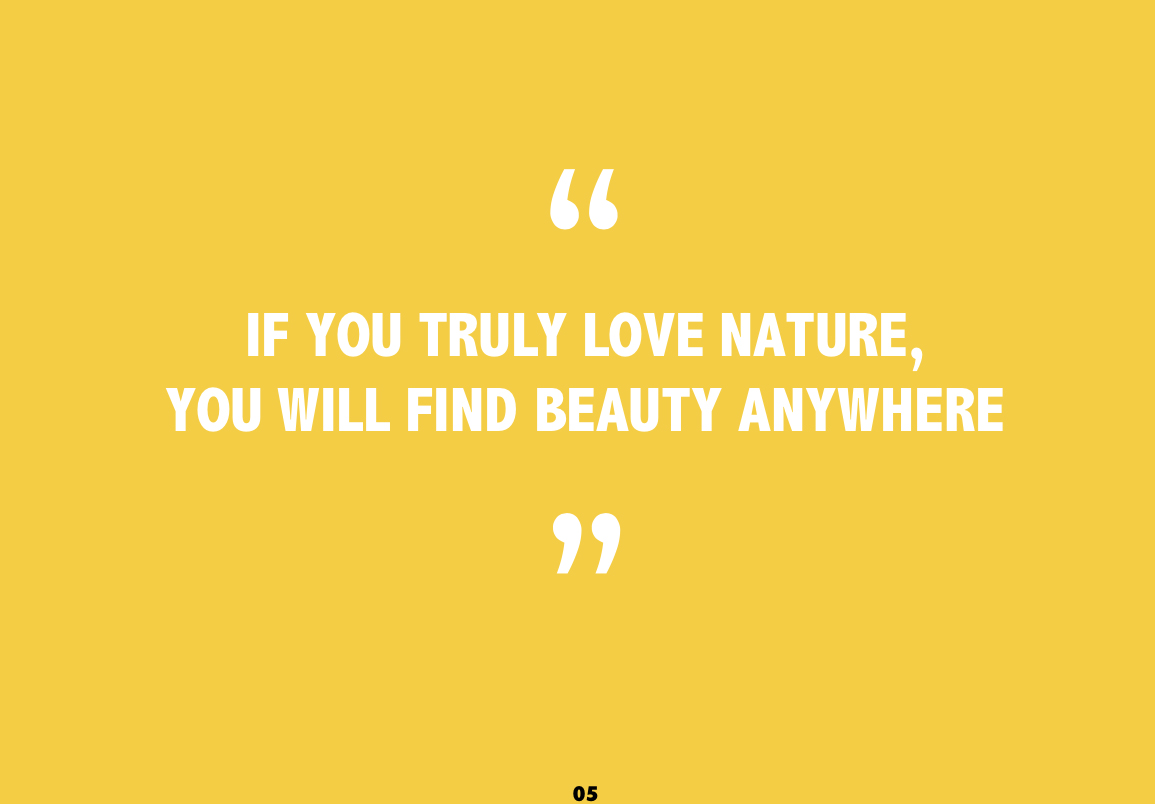 “
IF YOU TRULY LOVE NATURE,
YOU WILL FIND BEAUTY ANYWHERE
”
05